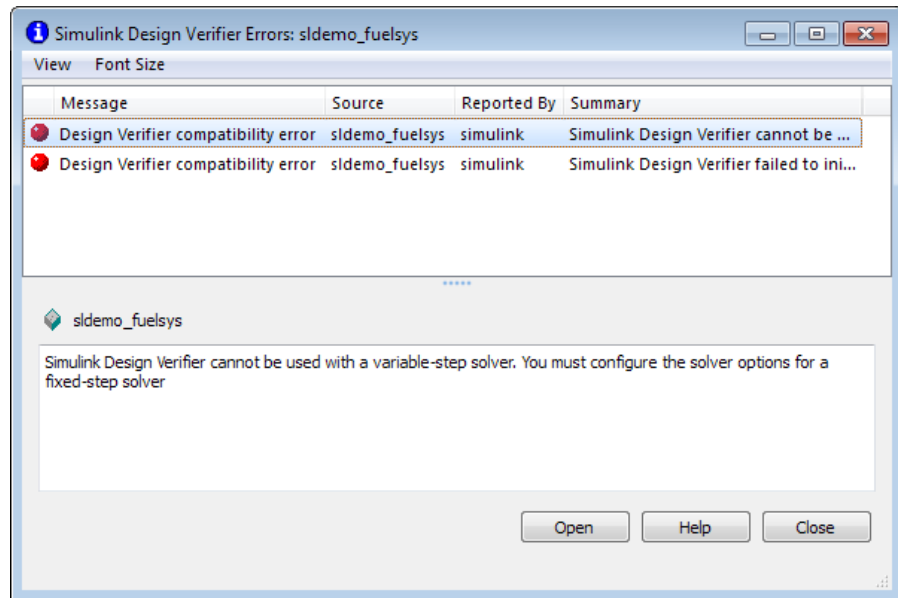 Simulink Design Verifier Errors: sldemo_fuelsys
View Font Size
Message Source Reported By Summary
Design Verifier compatibility error sldemo_fuelsys simulink Simulink Design Verifier cannot be ...
Design Verifier compatibility error sldemo_fuelsys simulink Simulink Design Verifier failed to ini...
sldemo_fuelsys
Simulink Design Verifier cannot be used with a variable-step solver. You must configure the solver options for a
fixed-step solver
Open Help Close